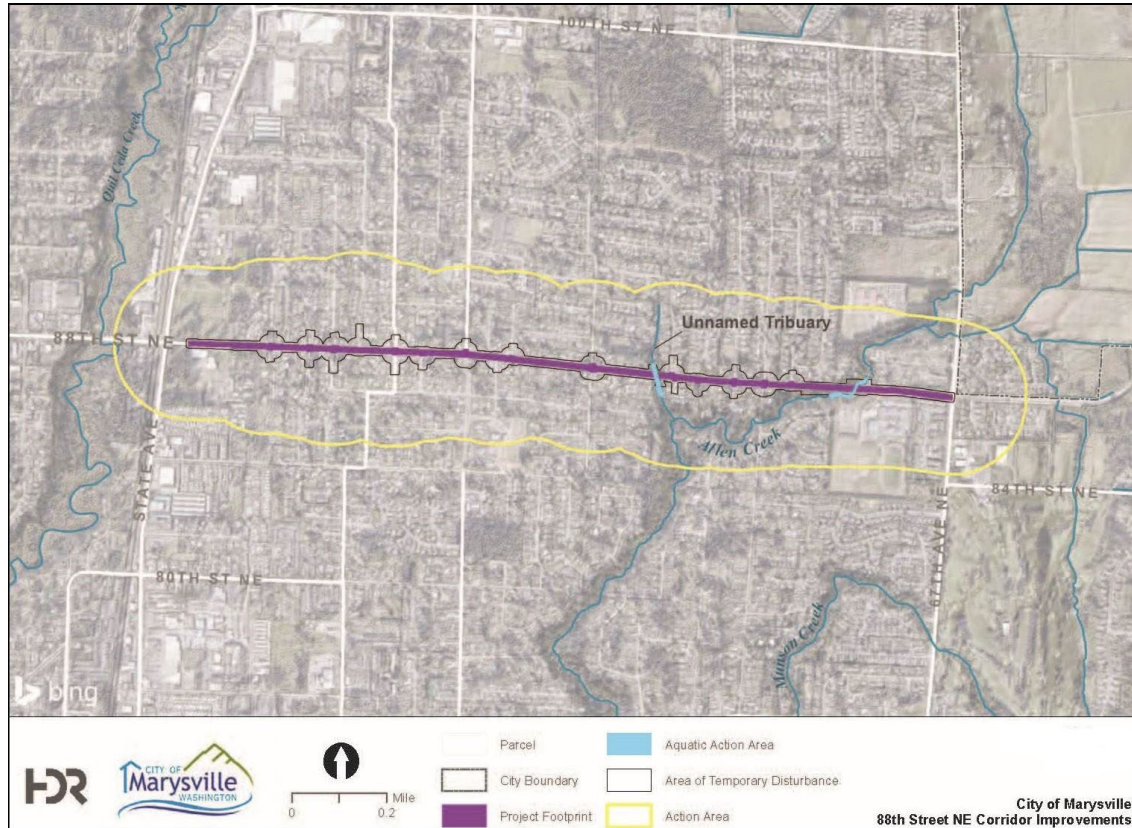 100TH ST NE
Quil Ceda Creek
Unnamed Tribuary
88TH ST NE
Allen Creek
STATE AVE
84TH ST NE
67TH AVE NE
80TH ST NE
Munson Creek
bing
Parcel
Aquatic Action Area
City Boundary
Area of Temporary Disturbance
Project Footprint
Action Area
HDR
CITY OF
Marysville
WASHINGTON
Mile
0
0.2
City of Marysville
88th Street NE Corridor Improvements